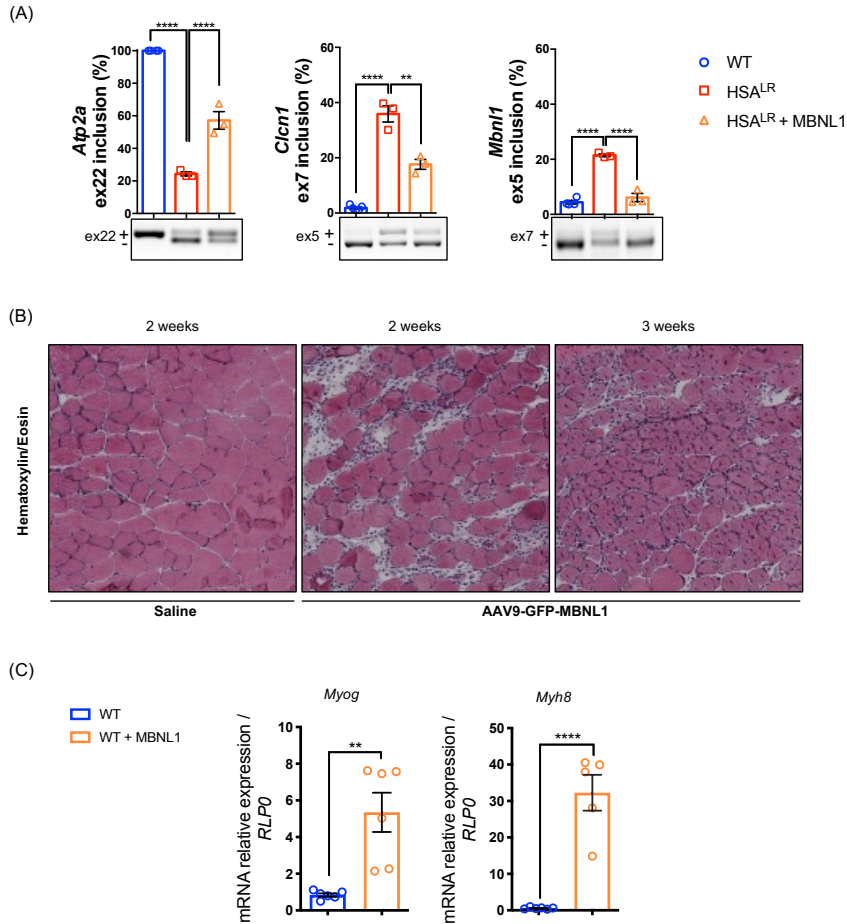 (A)
**** ****
100
80
60
40
20
0
Atp2a
ex22 inclusion (%)
ex22 +
-
**** **
60
40
20
0
Clcn1
ex7 inclusion (%)
ex5 +
-
**** ****
60
40
20
0
Mbnl1
ex5 inclusion (%)
ex7 +
-
WT
HSALR
HSALR + MBNL1
(B)
2 weeks 2 weeks 3 weeks
Hematoxylin/Eosin
Saline AAV9-GFP-MBNL1
(C)
WT
WT + MBNL1
Myog
**
8
6
4
2
0
mRNA relative expression /
RLP0
Myh8
****
50
40
30
20
10
0
mRNA relative expression /
RLP0